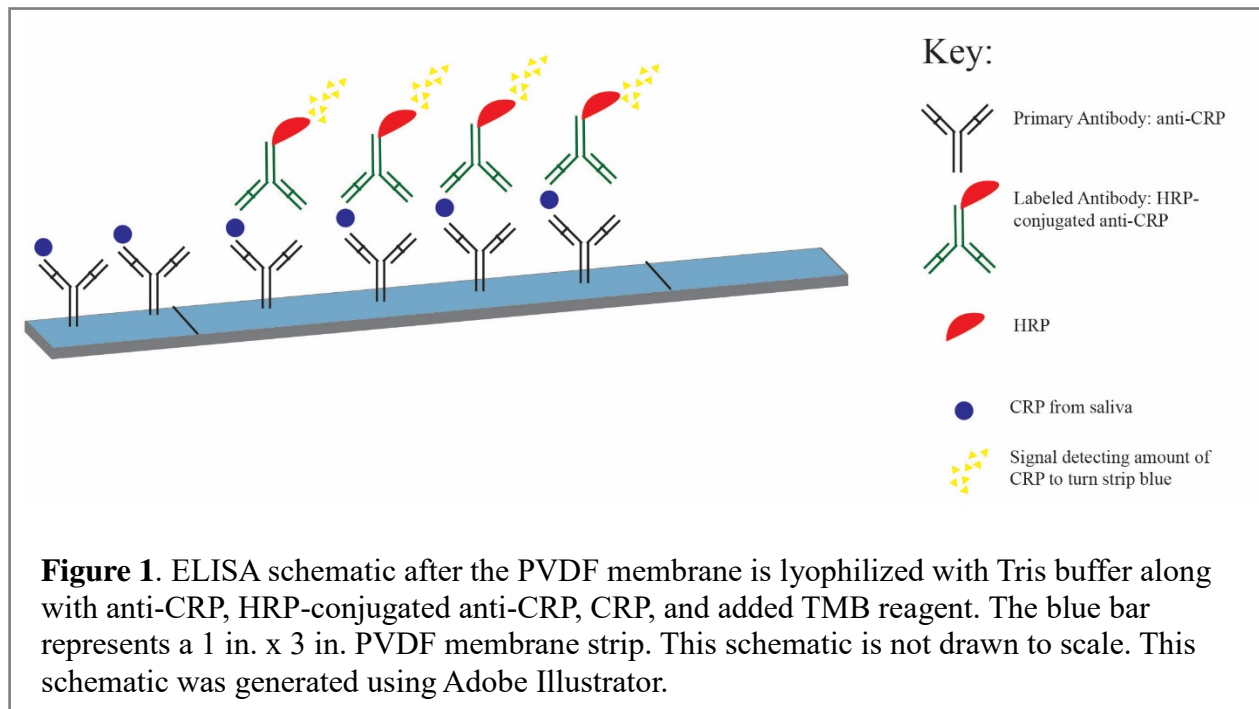 Key:
Primary Antibody: anti-CRP
Labeled Antibody: HRP-
conjugated anti-CRP
HRP
CRP from saliva
Signal detecting amount of
CRP to turn strip blue
Figure 1. ELISA schematic after the PVDF membrane is lyophilized with Tris buffer along
with anti-CRP, HRP-conjugated anti-CRP, CRP, and added TMB reagent. The blue bar
represents a 1 in. x 3 in. PVDF membrane strip. This schematic is not drawn to scale. This
schematic was generated using Adobe Illustrator.